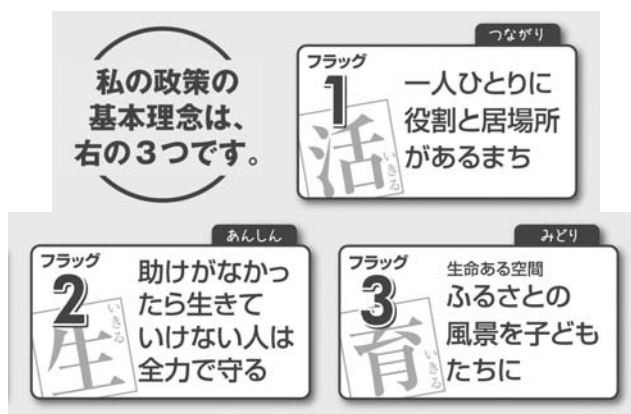 私の政策の
基本理念は、
右の3つです。
つながり
フラッグ
1
活
いきる
一人ひとりに
役割と居場所
があるまち
あんしん
フラッグ
2
生
いきる
助けがなかっ
たら生きて
いけない人は
全力で守る
みどり
フラッグ
3
育
いきる
生命ある空間
ふるさとの
風景を子ども
たちに